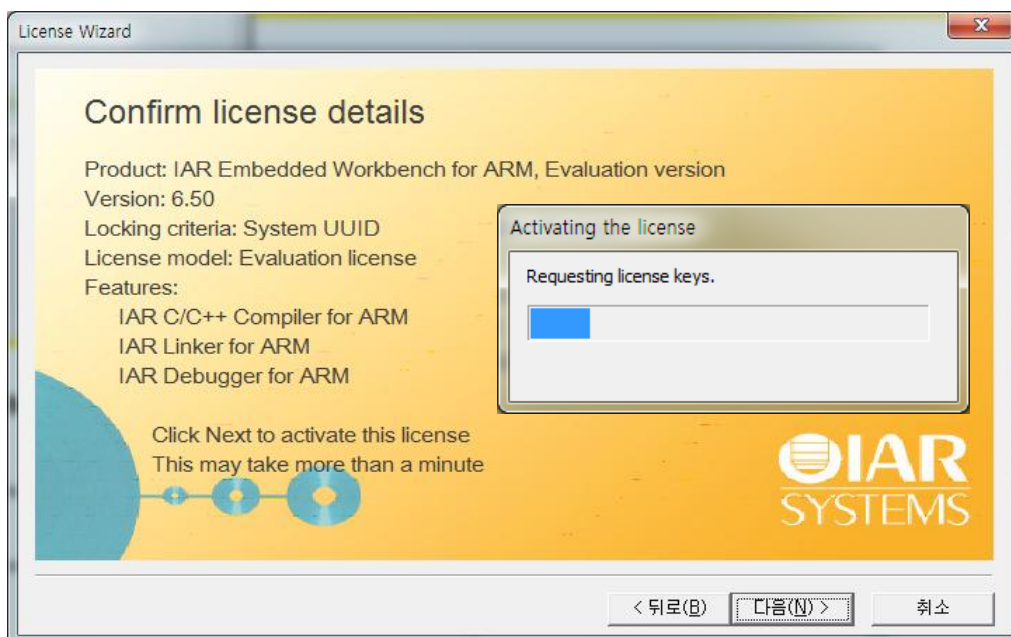 License Wizard
Confirm license details
Product: IAR Embedded Workbench for ARM, Evaluation version
Version: 6.50
Locking criteria: System UUID
License model: Evaluation license
Features:
IAR C/C++ Compiler for ARM
IAR Linker for ARM
IAR Debugger for ARM
Click Next to activate this license
This may take more than a minute
Activating the license
Requesting license keys.
IAR
SYSTEMS
< 뒤로(B)
다음(N) >
취소